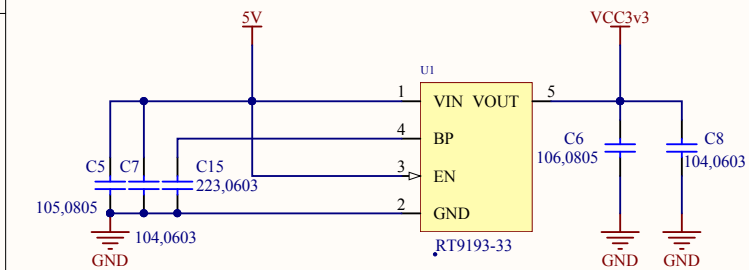 5V
VCC3v3
U1
1
VIN
VOUT
5
4
BP
3
EN
2
GND
RT9193-33
C5
105,0805
C7
104,0603
C15
223,0603
GND
C6
106,0805
C8
104,0603
GND
GND